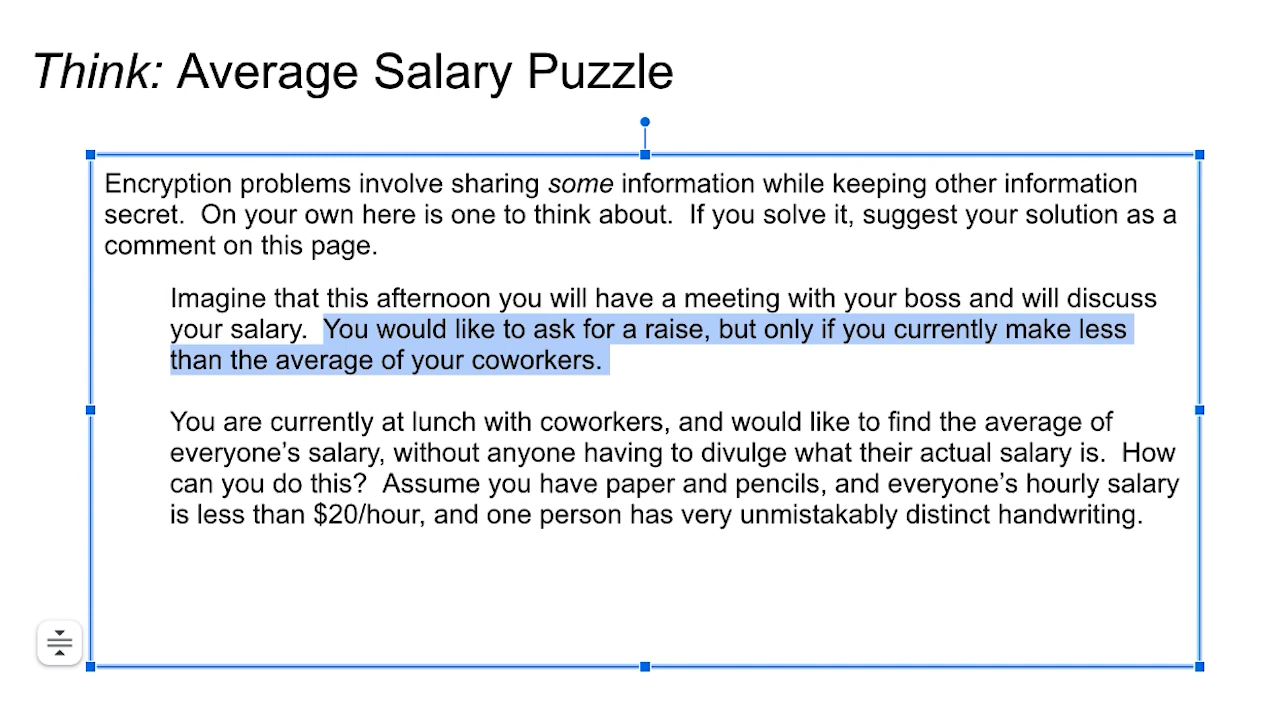 Think: Average Salary Puzzle
Encryption problems involve sharing some information while keeping other information
secret.  On your own here is one to think about.  If you solve it, suggest your solution as a
comment on this page.
Imagine that this afternoon you will have a meeting with your boss and will discuss
your salary.  You would like to ask for a raise, but only if you currently make less
than the average of your coworkers.
You are currently at lunch with coworkers, and would like to find the average of
everyone’s salary, without anyone having to divulge what their actual salary is.  How
can you do this?  Assume you have paper and pencils, and everyone’s hourly salary
is less than $20/hour, and one person has very unmistakably distinct handwriting.